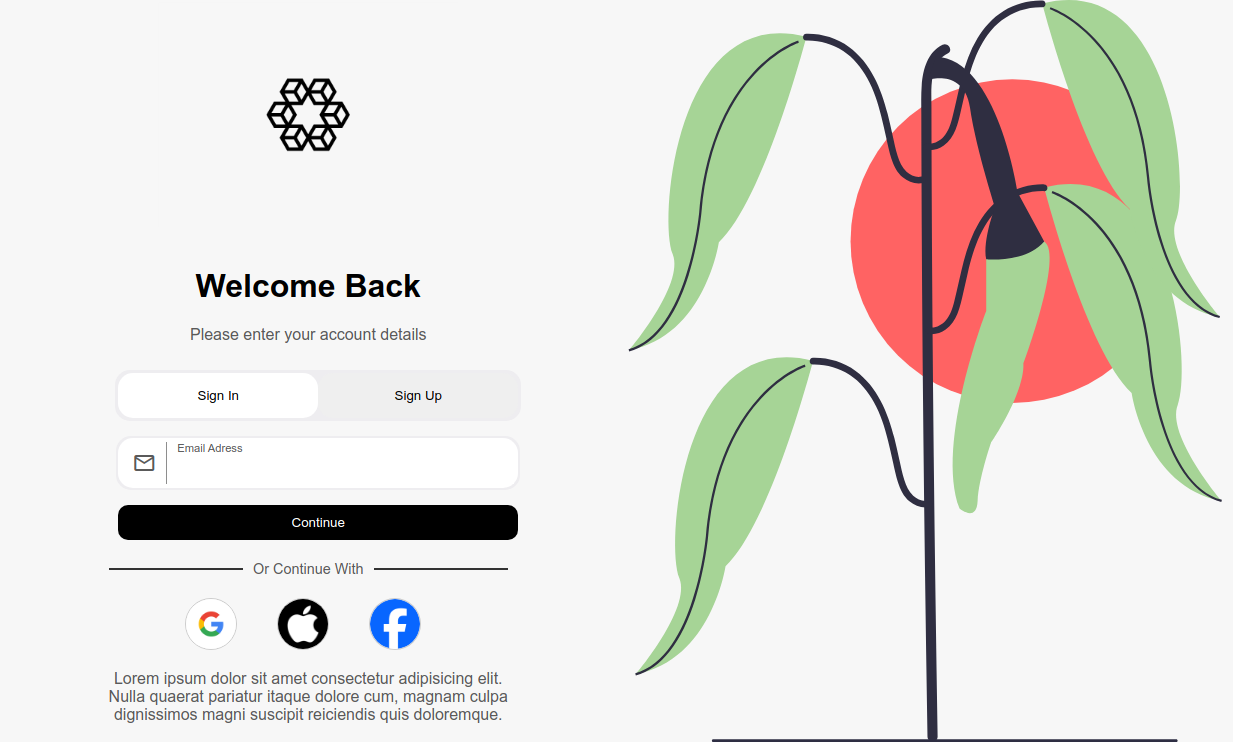 Welcome Back
Please enter your account details
Sign In
Sign Up
Email Adress
Continue
Or Continue With
Lorem ipsum dolor sit amet consectetur adipisicing elit.
Nulla quaerat pariatur itaque dolore cum, magnam culpa
dignissimos magni suscipit reiciendis quis doloremque.